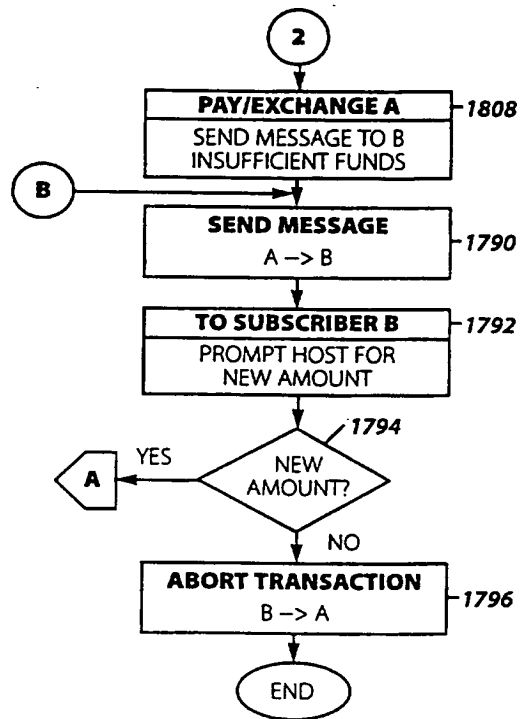 2
PAY/EXCHANGE A
1808
SEND MESSAGE TO B
INSUFFICIENT FUNDS
B
SEND MESSAGE
1790
A –> B
TO SUBSCRIBER B
1792
PROMPT HOST FOR
NEW AMOUNT
1794
A
YES
NEW
AMOUNT?
NO
ABORT TRANSACTION
B –> A
1796
END